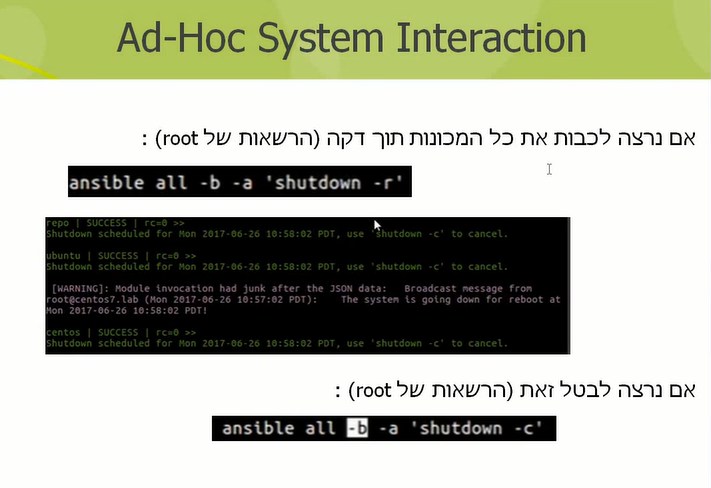 Ad-Hoc System Interaction
אם נרצה לכבות את כל המכונות תוך דקה (הרשאות של root) :
ansible all -b -a 'shutdown -r'
repo | SUCCESS | rc=0 >>
Shutdown scheduled for Mon 2017-06-26 10:58:02 PDT, use 'shutdown -c' to cancel.
ubuntu | SUCCESS | rc=0 >>
Shutdown scheduled for Mon 2017-06-26 10:58:02 PDT, use 'shutdown -c' to cancel.
[WARNING]: Module invocation had junk after the JSON data: Broadcast message from
root@centos7.lab (Mon 2017-06-26 10:57:02 PDT): The system is going down for reboot at
Mon 2017-06-26 10:58:02 PDT!
centos | SUCCESS | rc=0 >>
Shutdown scheduled for Mon 2017-06-26 10:58:02 PDT, use 'shutdown -c' to cancel.
אם נרצה לבטל זאת (הרשאות של root) :
ansible all -b -a 'shutdown -c'